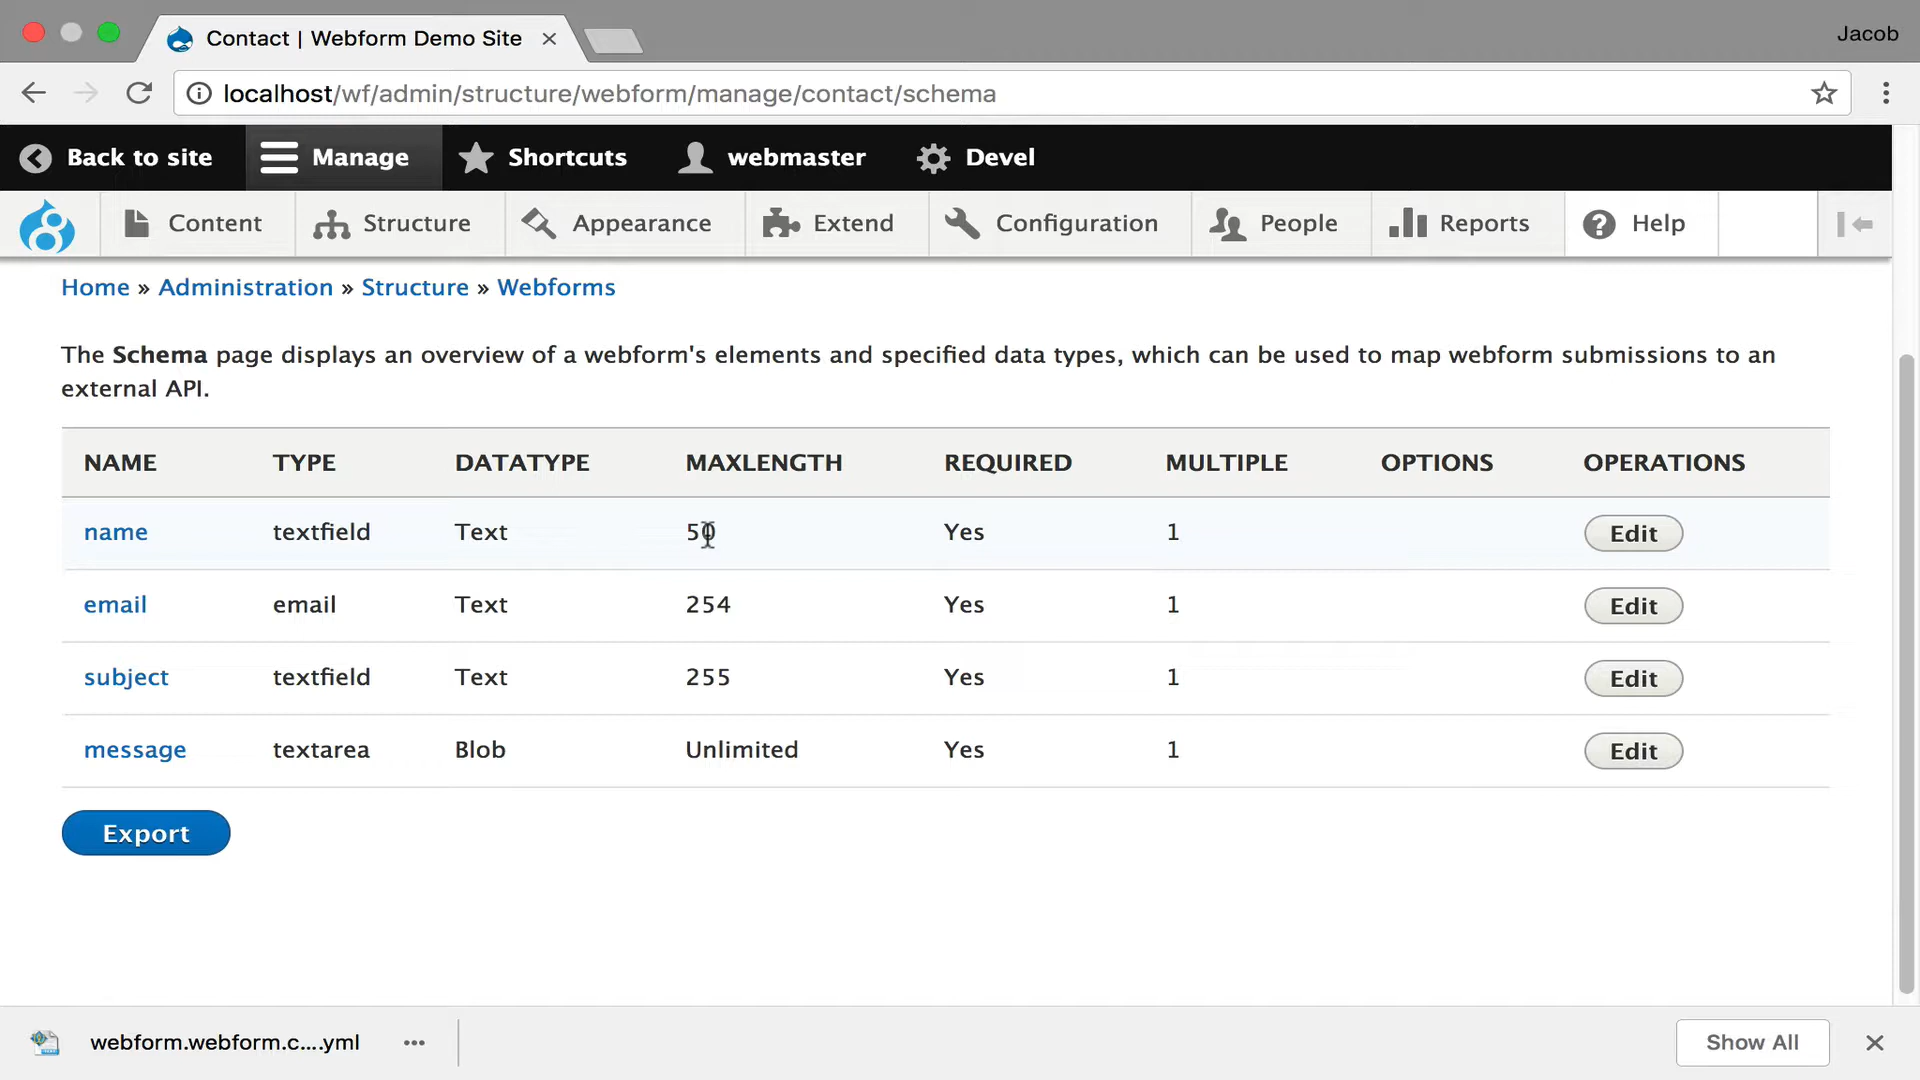 Contact | Webform Demo Site
Jacob
localhost/wf/admin/structure/webform/manage/contact/schema
Back to site Manage Shortcuts webmaster Devel
Content Structure Appearance Extend Configuration People Reports Help
Home » Administration » Structure » Webforms
The Schema page displays an overview of a webform's elements and specified data types, which can be used to map webform submissions to an
external API.
NAME TYPE DATATYPE MAXLENGTH REQUIRED MULTIPLE OPTIONS OPERATIONS
name textfield Text 50 Yes 1 Edit
email email Text 254 Yes 1 Edit
subject textfield Text 255 Yes 1 Edit
message textarea Blob Unlimited Yes 1 Edit
Export
webform.webform.c....yml
Show All